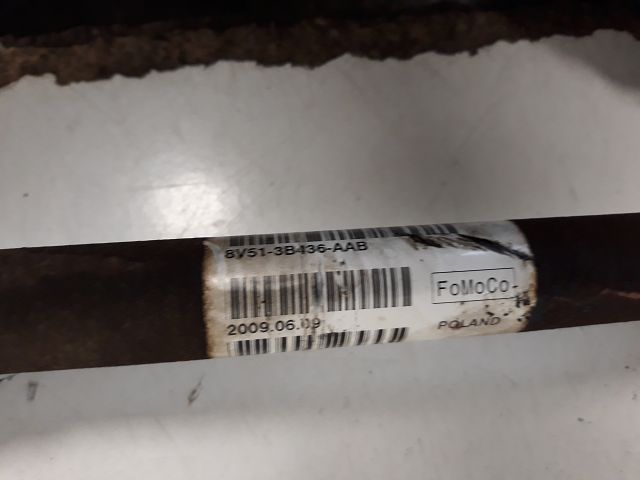 8V51-3B436-AAB
FoMoCo
2009.06.09
POLAND